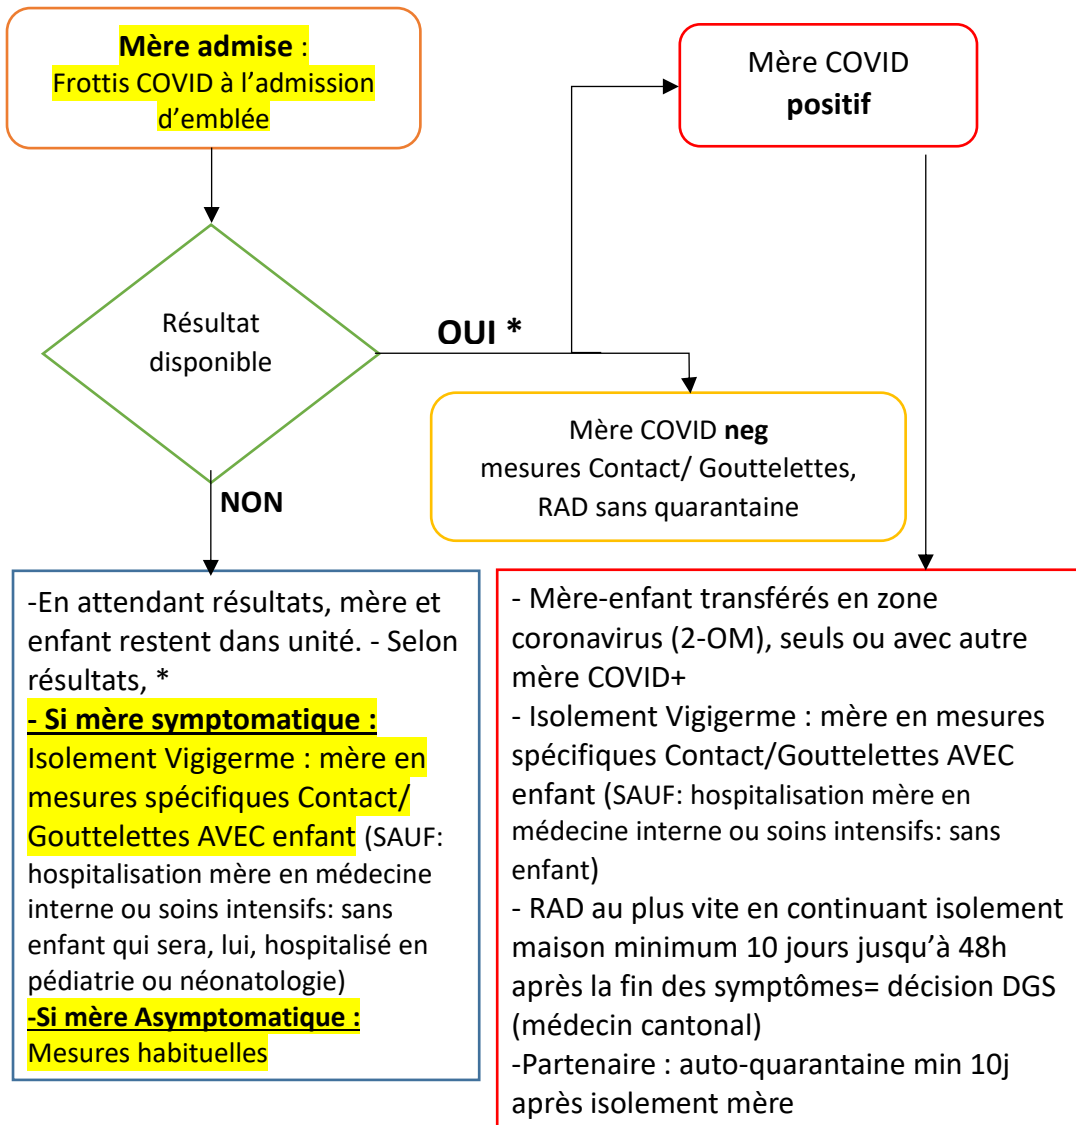 Mère admise :
Frottis COVID à l'admission
d'emblée
Mère COVID
positif
Résultat
disponible
OUI *
Mère COVID neg
mesures Contact/ Gouttelettes,
RAD sans quarantaine
NON
-En attendant résultats, mère et
enfant restent dans unité. - Selon
résultats, *
- Si mère symptomatique :
Isolement Vigigerme : mère en
mesures spécifiques Contact/
Gouttelettes AVEC enfant (SAUF:
hospitalisation mère en médecine
interne ou soins intensifs: sans
enfant qui sera, lui, hospitalisé en
pédiatrie ou néonatologie)
-Si mère Asymptomatique :
Mesures habituelles
- Mère-enfant transférés en zone
coronavirus (2-OM), seuls ou avec autre
mère COVID+
- Isolement Vigigerme : mère en mesures
spécifiques Contact/Gouttelettes AVEC
enfant (SAUF: hospitalisation mère en
médecine interne ou soins intensifs: sans
enfant)
- RAD au plus vite en continuant isolement
maison minimum 10 jours jusqu'à 48h
après la fin des symptômes= décision DGS
(médecin cantonal)
-Partenaire : auto-quarantaine min 10j
après isolement mère